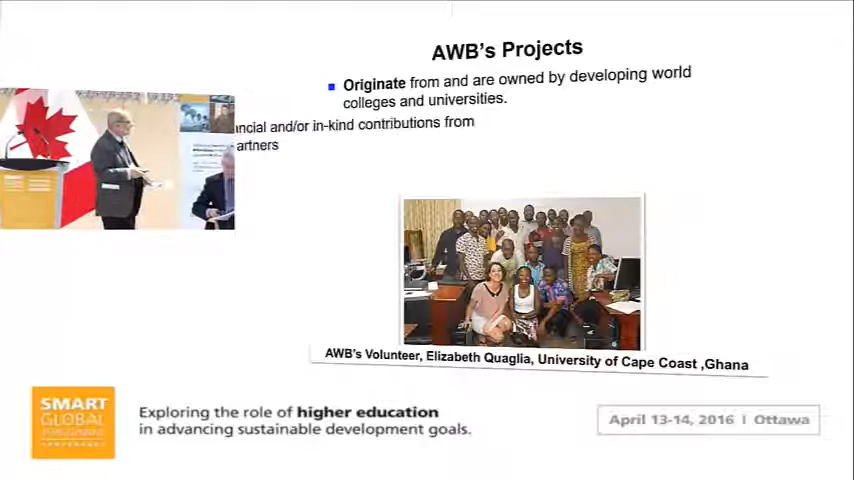 AWB's Projects
Originate from and are owned by developing world
colleges and universities.
ancial and/or in-kind contributions from
artners
AWB's Volunteer, Elizabeth Quaglia, University of Cape Coast ,Ghana
SMART
GLOBAL
Exploring the role of higher education
in advancing sustainable development goals.
April 13-14, 2016 | Ottawa